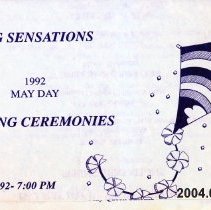 G SENSATIONS
1992
MAY DAY
NG CEREMONIES
92- 7:00 PM
2004.0